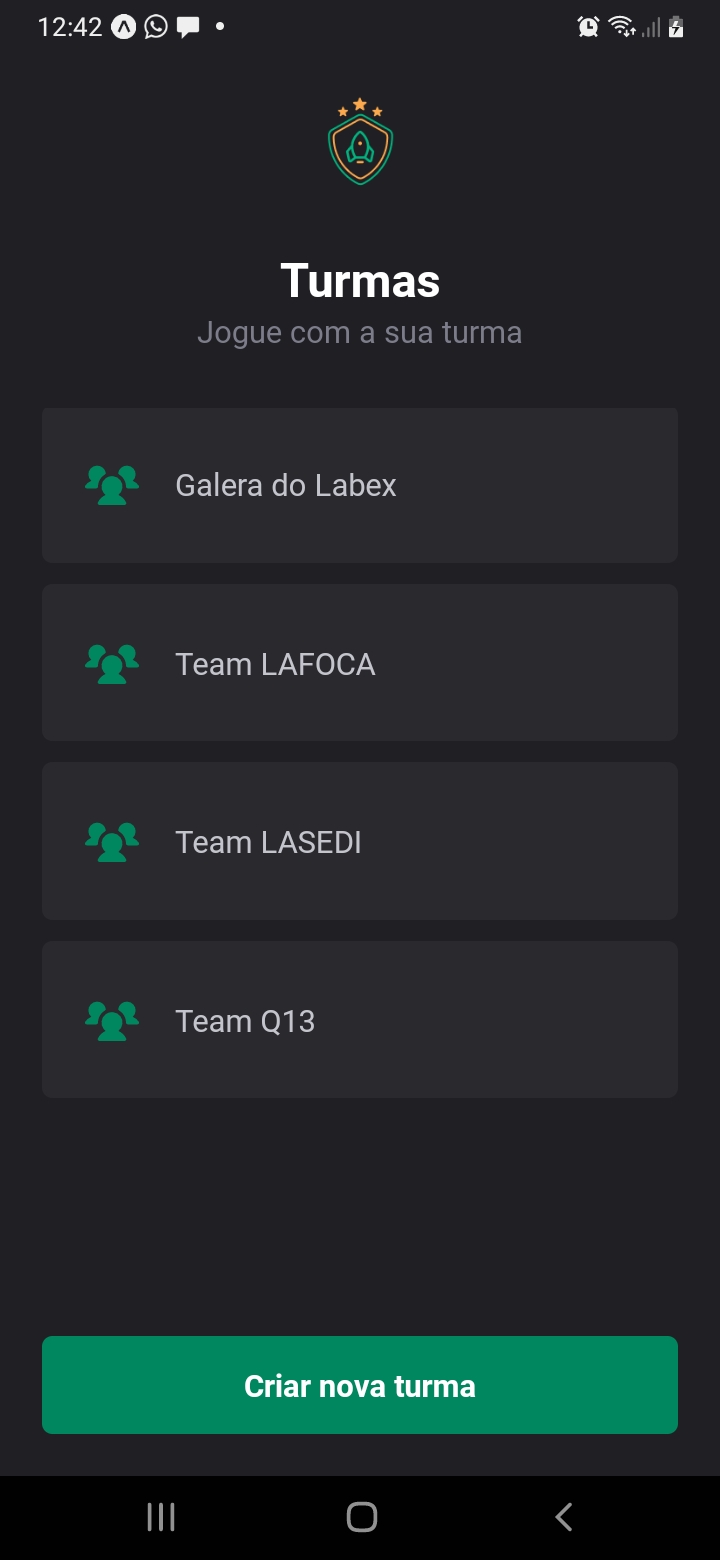 12:42
Turmas
Jogue com a sua turma
Galera do Labex
Team LAFOCA
Team LASEDI
Team Q13
Criar nova turma